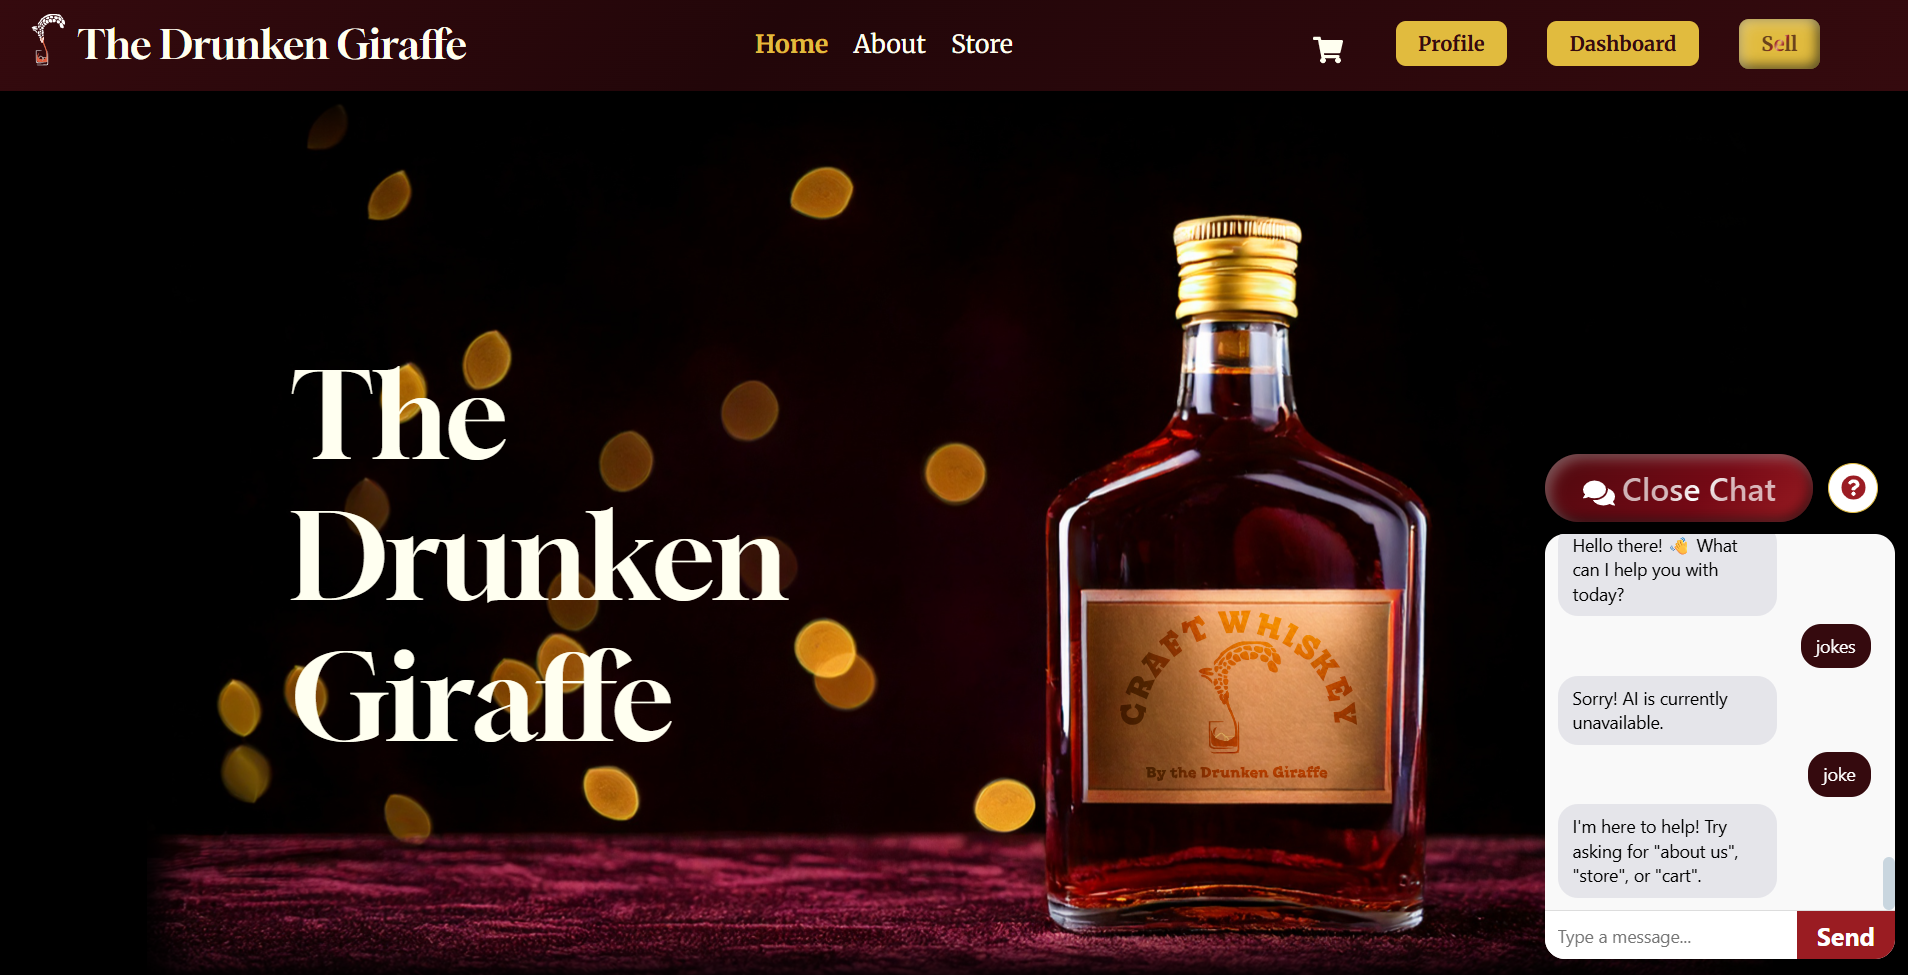 The Drunken Giraffe
Home About Store
Profile
Dashboard
Sell
The
Drunken
Giraffe
CRAFT WHISKEY
By the Drunken Giraffe
Close Chat
?
Hello there! 👋 What
can I help you with
today?
jokes
Sorry! AI is currently
unavailable.
joke
I'm here to help! Try
asking for "about us",
"store", or "cart".
Type a message...
Send